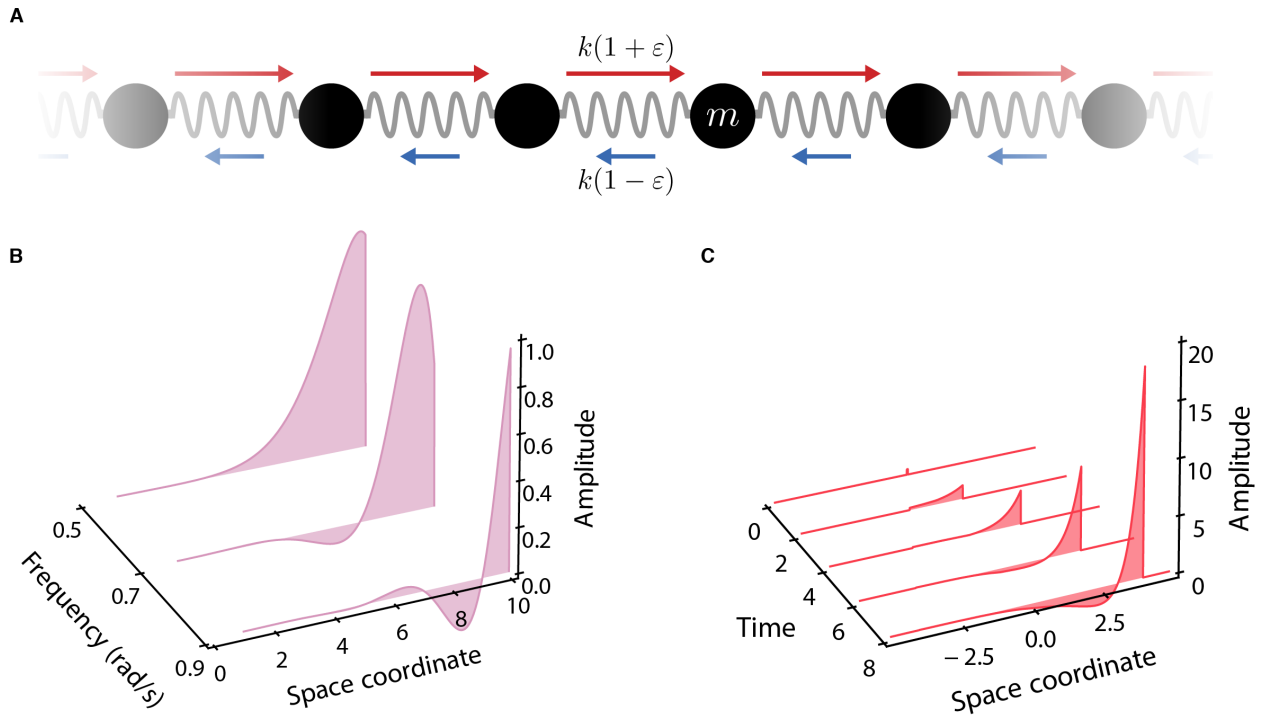 A
k(1 + ε)
m
k(1 − ε)
B
C
1.0
0.8
0.6
0.4
0.2
0.0
Amplitude
0.5
0.7
0.9
Frequency (rad/s)
0
2
4
6
8
10
Space coordinate
20
15
10
5
0
Amplitude
0
2
4
6
8
Time
−2.5
0.0
2.5
Space coordinate